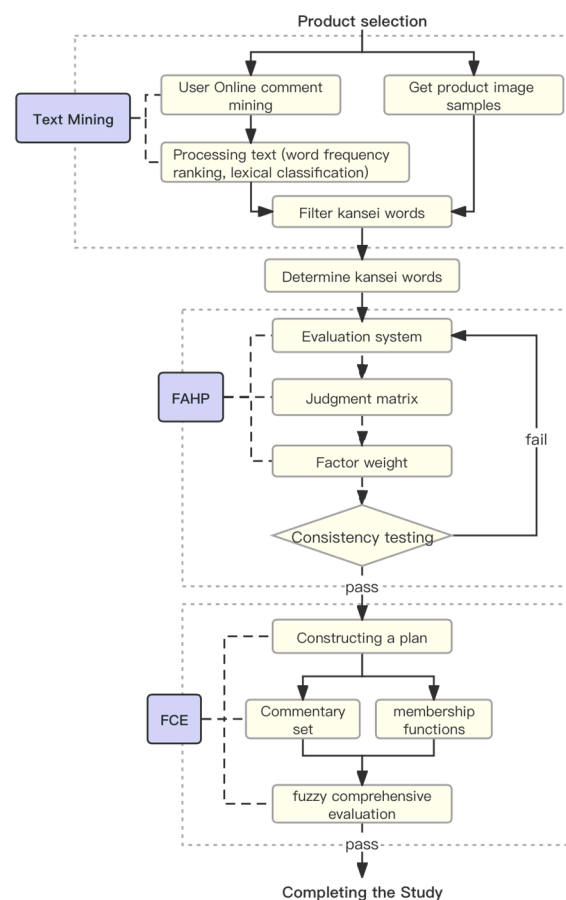 Product selection
User Online comment
mining
Get product image
samples
Text Mining
Processing text (word frequency
ranking, lexical classification)
Filter kansei words
Determine kansei words
Evaluation system
FAHP
Judgment matrix
fail
Factor weight
Consistency testing
pass
Constructing a plan
FCE
Commentary
set
membership
functions
fuzzy comprehensive
evaluation
pass
Completing the Study